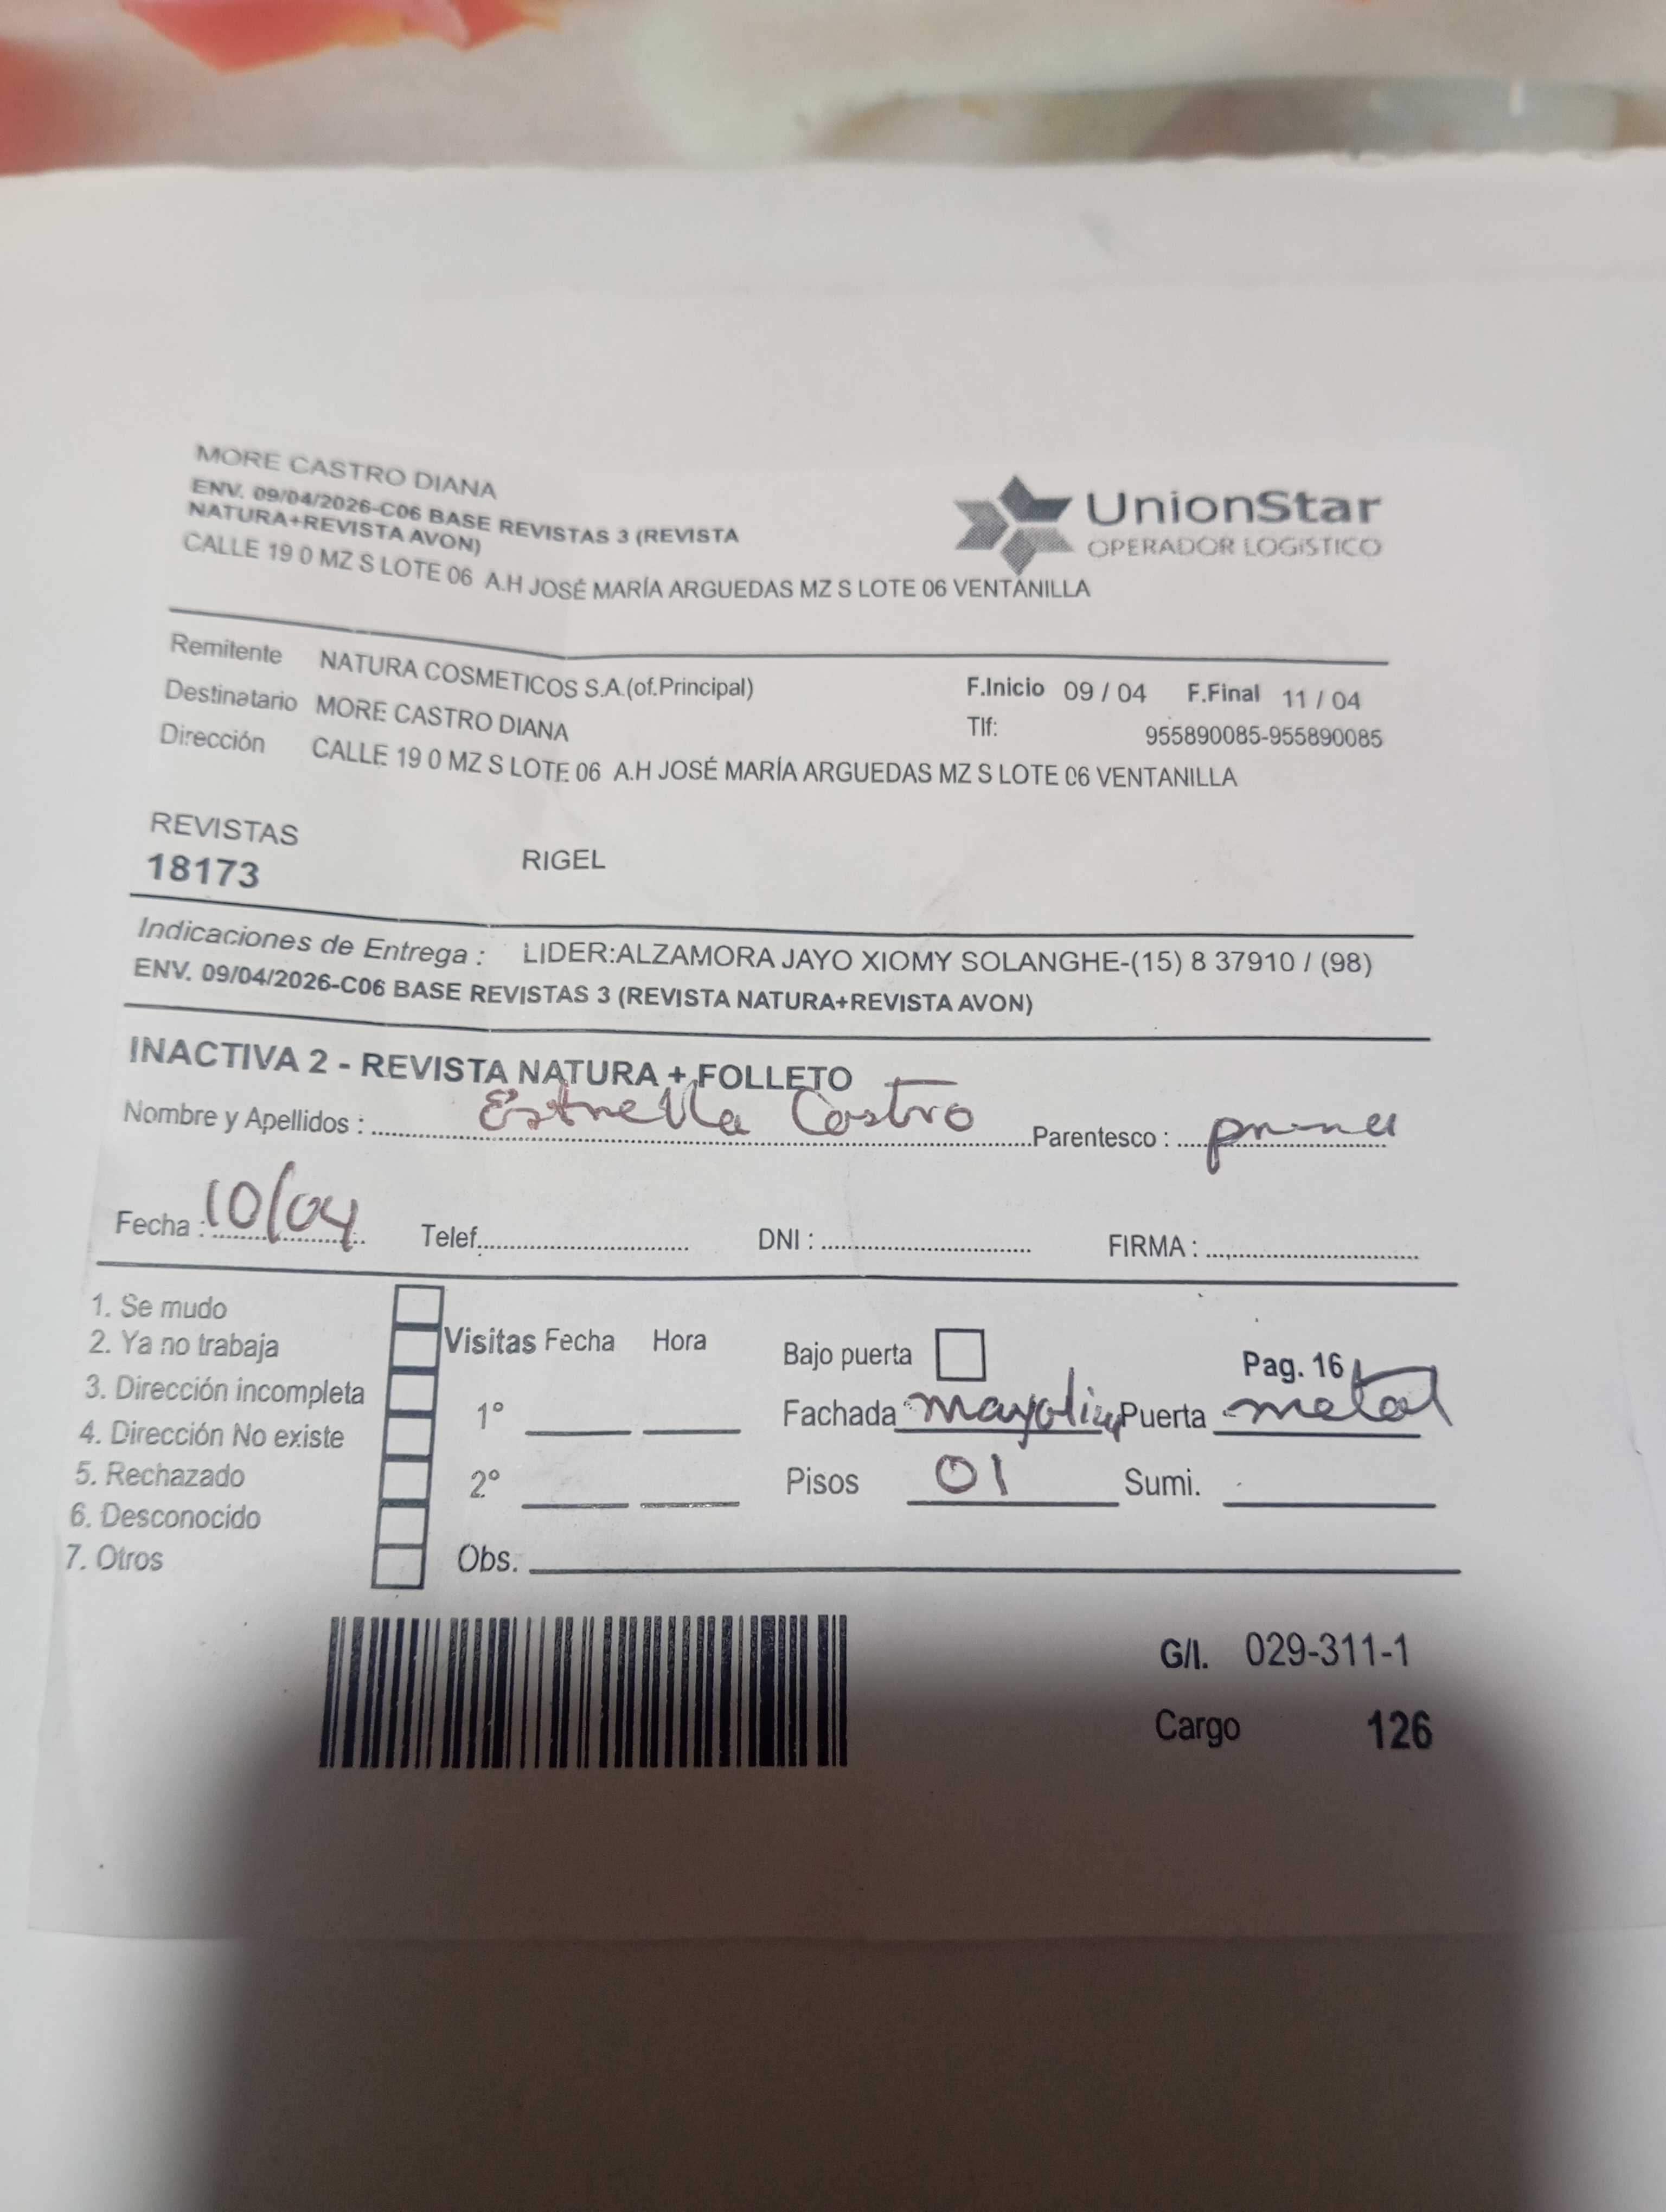 MORE CASTRO DIANA
ENV. 09/04/2026-C06 BASE REVISTAS 3 (REVISTA
NATURA+REVISTA AVON)
CALLE 19 0 MZ S LOTE 06 A.H JOSÉ MARÍA ARGUEDAS MZ S LOTE 06 VENTANILLA
UnionStar
OPERADOR LOGíSTICO
Remitente NATURA COSMETICOS S.A.(of.Principal) F.Inicio 09 / 04 F.Final 11 / 04
Destinatario MORE CASTRO DIANA Tlf: 955890085-955890085
Dirección CALLE 19 0 MZ S LOTE 06 A.H JOSÉ MARÍA ARGUEDAS MZ S LOTE 06 VENTANILLA
REVISTAS
18173 RIGEL
Indicaciones de Entrega : LIDER:ALZAMORA JAYO XIOMY SOLANGHE-(15) 8 37910 / (98)
ENV. 09/04/2026-C06 BASE REVISTAS 3 (REVISTA NATURA+REVISTA AVON)
INACTIVA 2 - REVISTA NATURA + FOLLETO
Nombre y Apellidos : Estrella Castro Parentesco :
Fecha : 10/04 Telef. DNI : FIRMA :
1. Se mudo
2. Ya no trabaja
3. Dirección incompleta
4. Dirección No existe
5. Rechazado
6. Desconocido
7. Otros
Visitas Fecha Hora
1°
2°
Obs.
Bajo puerta Pag. 16
Fachada Puerta metal
Pisos 01 Sumi.
G/I. 029-311-1
Cargo 126